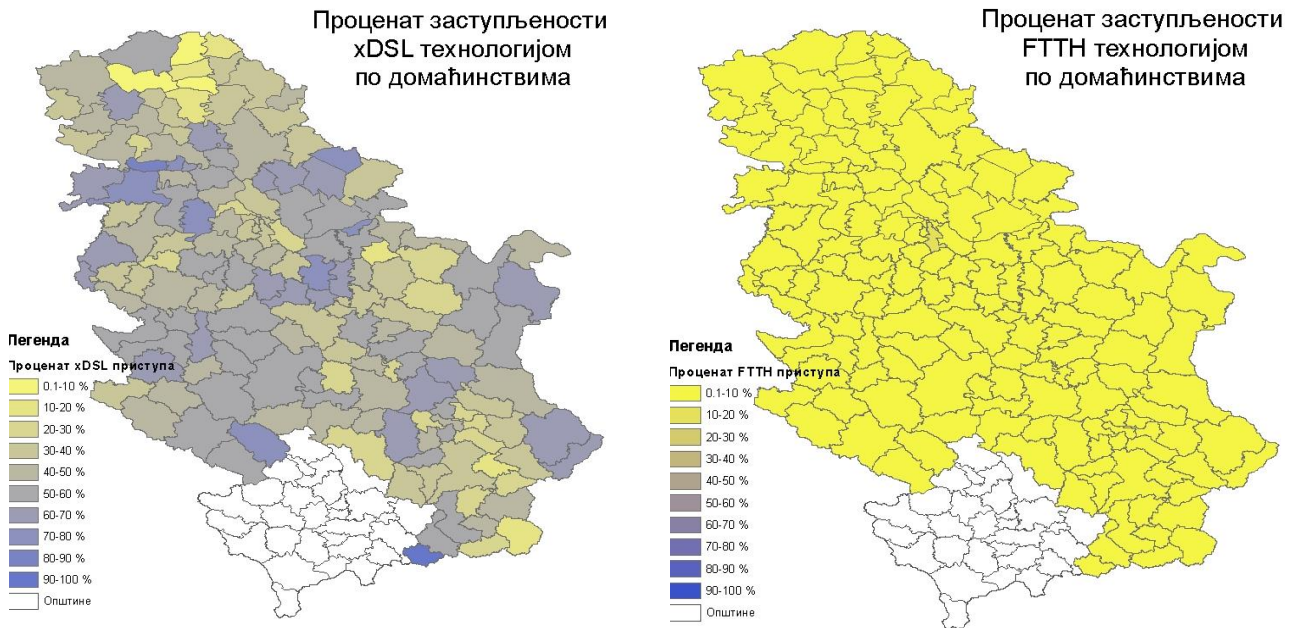 Проценат заступљености
xDSL технологијом
по домаћинствима
Пегенда
Проценат xDSL приступа
0.1-10 %
10-20 %
20-30 %
30-40 %
40-50 %
50-60 %
60-70 %
70-80 %
80-90 %
90-100 %
Општине
Проценат заступљености
FTTH технологијом
по домаћинствима
Пегенда
Проценат FTTH приступа
0.1-10 %
10-20 %
20-30 %
30-40 %
40-50 %
50-60 %
60-70 %
70-80 %
80-90 %
90-100 %
Општине